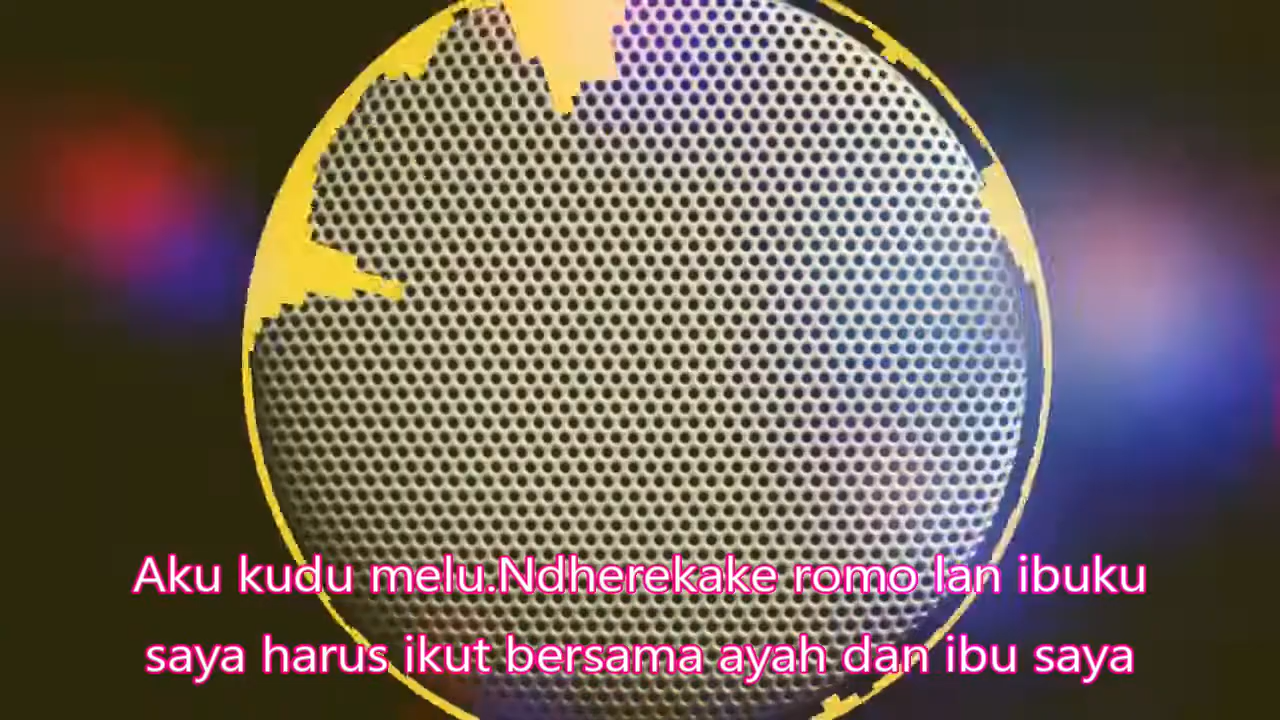 Aku kudu melu.Ndherekake romo lan ibuku
saya harus ikut bersama ayah dan ibu saya